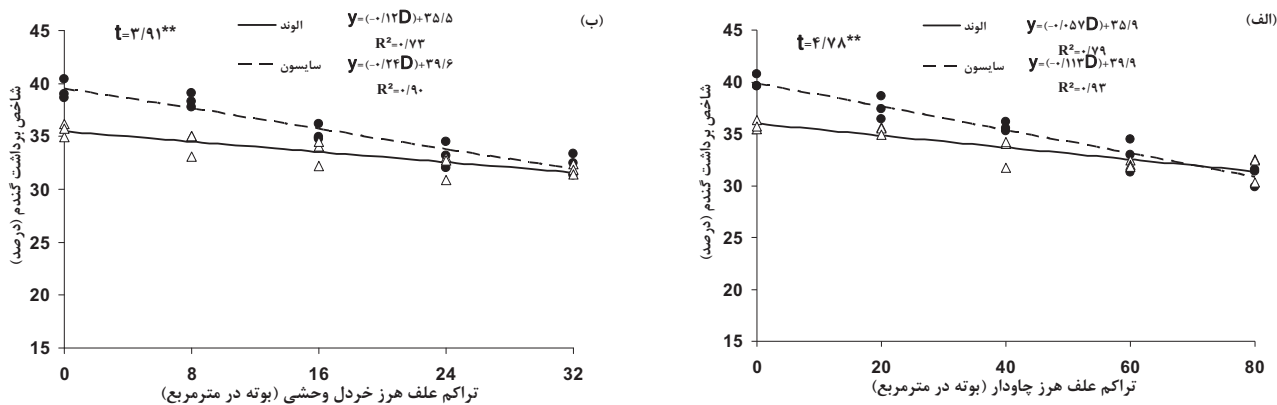 (الف)
t=۴/۷۸**
الوند y=(-۰/۰۵۷D)+۳۵/۹
R²=۰/۷۹
سایسون y=(-۰/۱۱۳D)+۳۹/۹
R²=۰/۹۳
شاخص برداشت گندم (درصد)
45
40
35
30
25
20
15
0 20 40 60 80
تراکم علف هرز چاودار (بوته در مترمربع)
(ب)
t=۳/۹۱**
الوند y=(-۰/۱۲D)+۳۵/۵
R²=۰/۷۳
سایسون y=(-۰/۲۴D)+۳۹/۶
R²=۰/۹۰
شاخص برداشت گندم (درصد)
45
40
35
30
25
20
15
0 8 16 24 32
تراکم علف هرز خردل وحشی (بوته در مترمربع)